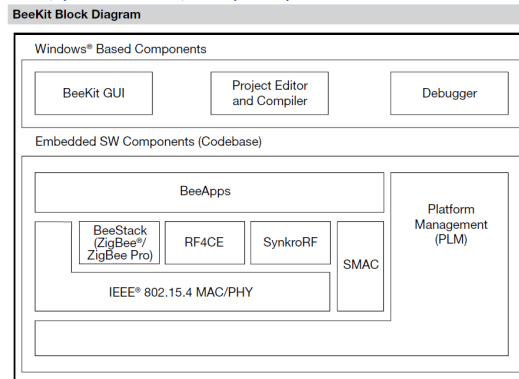 BeeKit Block Diagram
Windows® Based Components
BeeKit GUI
Project Editor
and Compiler
Debugger
Embedded SW Components (Codebase)
BeeApps
Platform
Management
(PLM)
BeeStack
(ZigBee®/
ZigBee Pro)
RF4CE
SynkroRF
SMAC
IEEE® 802.15.4 MAC/PHY